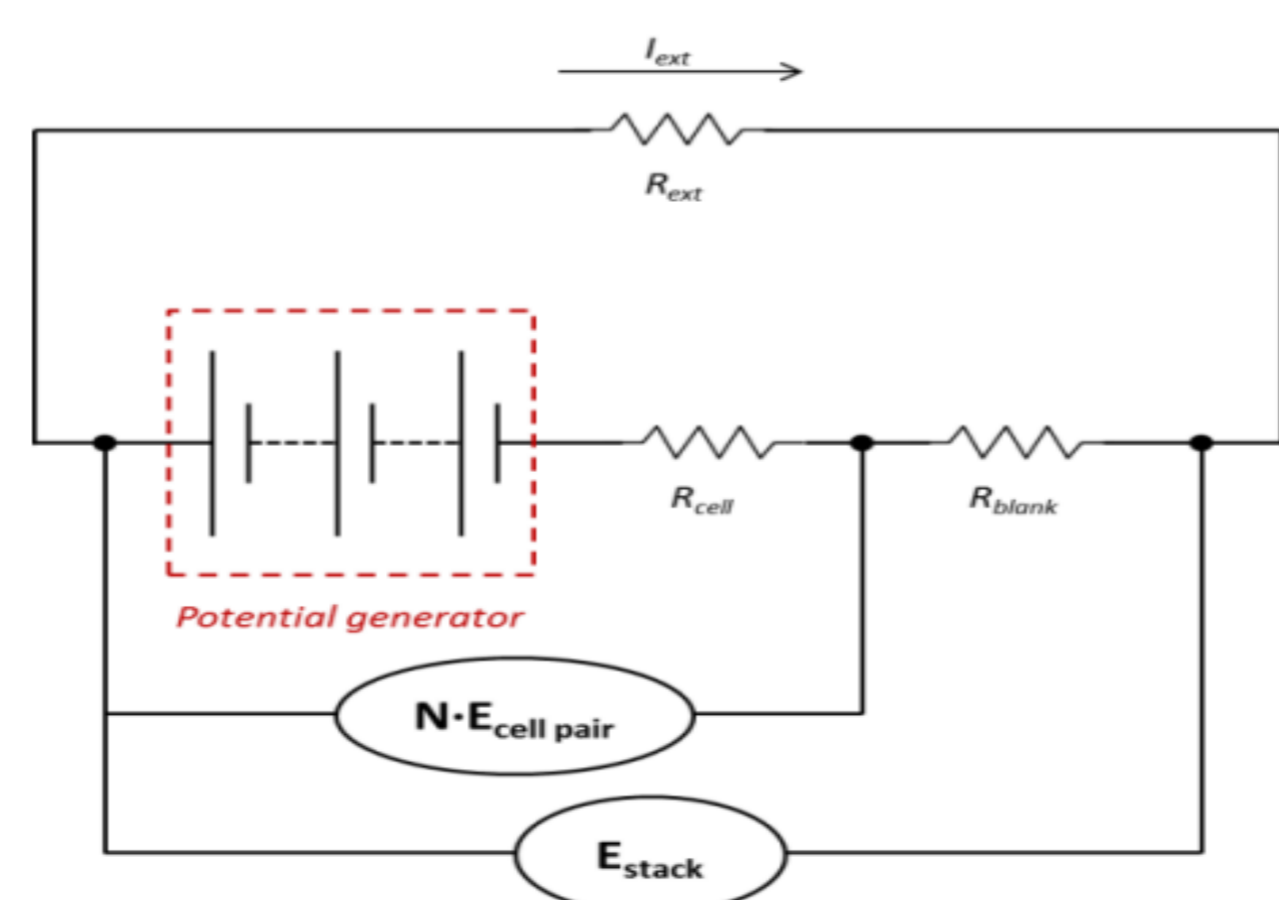 I_ext
R_ext
R_cell
R_blank
Potential generator
N·E_cell pair
E_stack